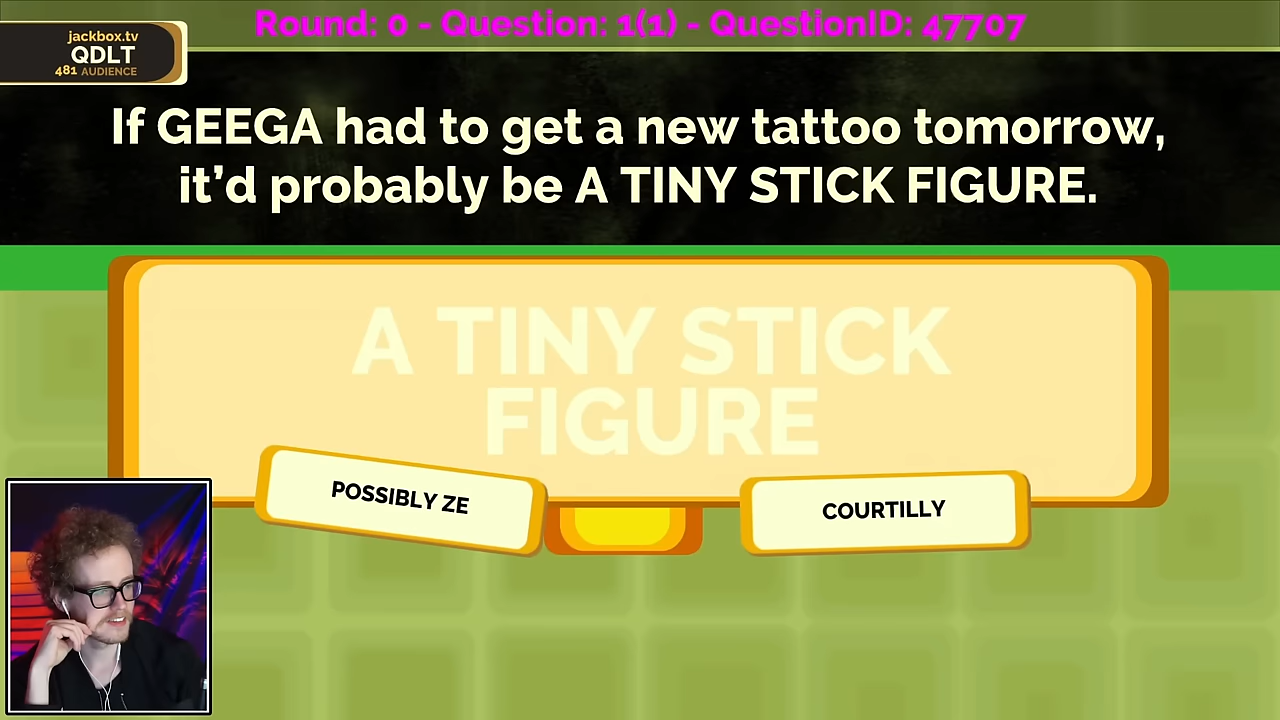 Round: 0 - Question: 1(1) - QuestionID: 47707
jackbox.tv
QDLT
481 AUDIENCE
If GEEGA had to get a new tattoo tomorrow,
it’d probably be A TINY STICK FIGURE.
A TINY STICK
FIGURE
POSSIBLY ZE
COURTILLY